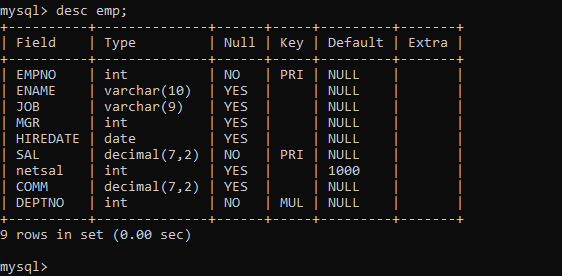 mysql> desc emp;
+----------+--------------+------+-----+---------+-------+
| Field    | Type         | Null | Key | Default | Extra |
+----------+--------------+------+-----+---------+-------+
| EMPNO    | int          | NO   | PRI | NULL    |       |
| ENAME    | varchar(10)  | YES  |     | NULL    |       |
| JOB      | varchar(9)   | YES  |     | NULL    |       |
| MGR      | int          | YES  |     | NULL    |       |
| HIREDATE | date         | YES  |     | NULL    |       |
| SAL      | decimal(7,2) | NO   | PRI | NULL    |       |
| netsal   | int          | YES  |     | 1000    |       |
| COMM     | decimal(7,2) | YES  |     | NULL    |       |
| DEPTNO   | int          | NO   | MUL | NULL    |       |
+----------+--------------+------+-----+---------+-------+
9 rows in set (0.00 sec)
mysql>